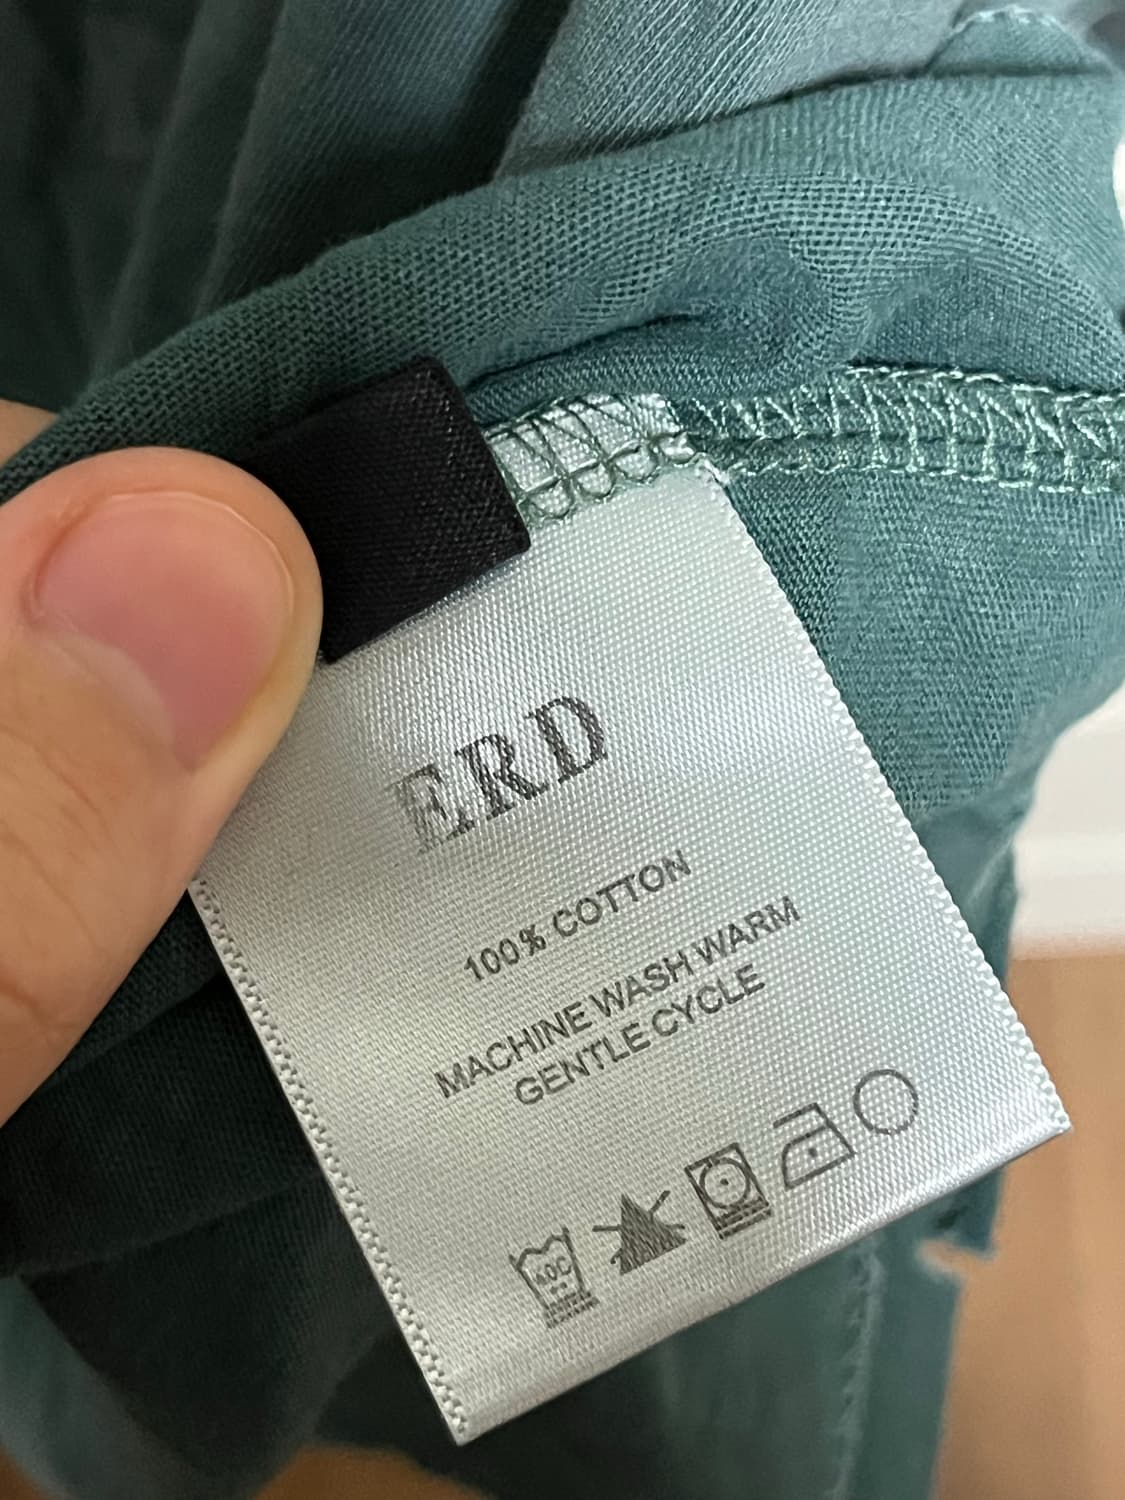 ERD
100% COTTON
MACHINE WASH WARM
GENTLE CYCLE
40C